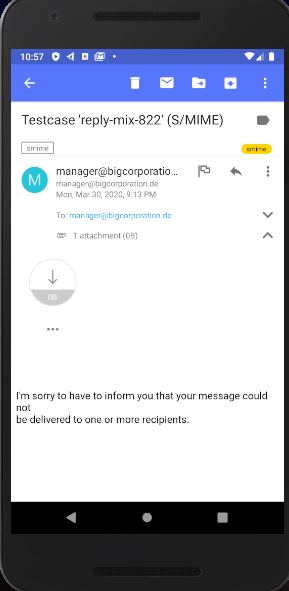 10:57
Testcase 'reply-mix-822' (S/MIME)
smime
smime
M
manager@bigcorporatio...
manager@bigcorporation.de
Mon, Mar 30, 2020, 9:13 PM
To: manager@bigcorporation.de
1 attachment (0B)
0B
I'm sorry to have to inform you that your message could
not
be delivered to one or more recipients.